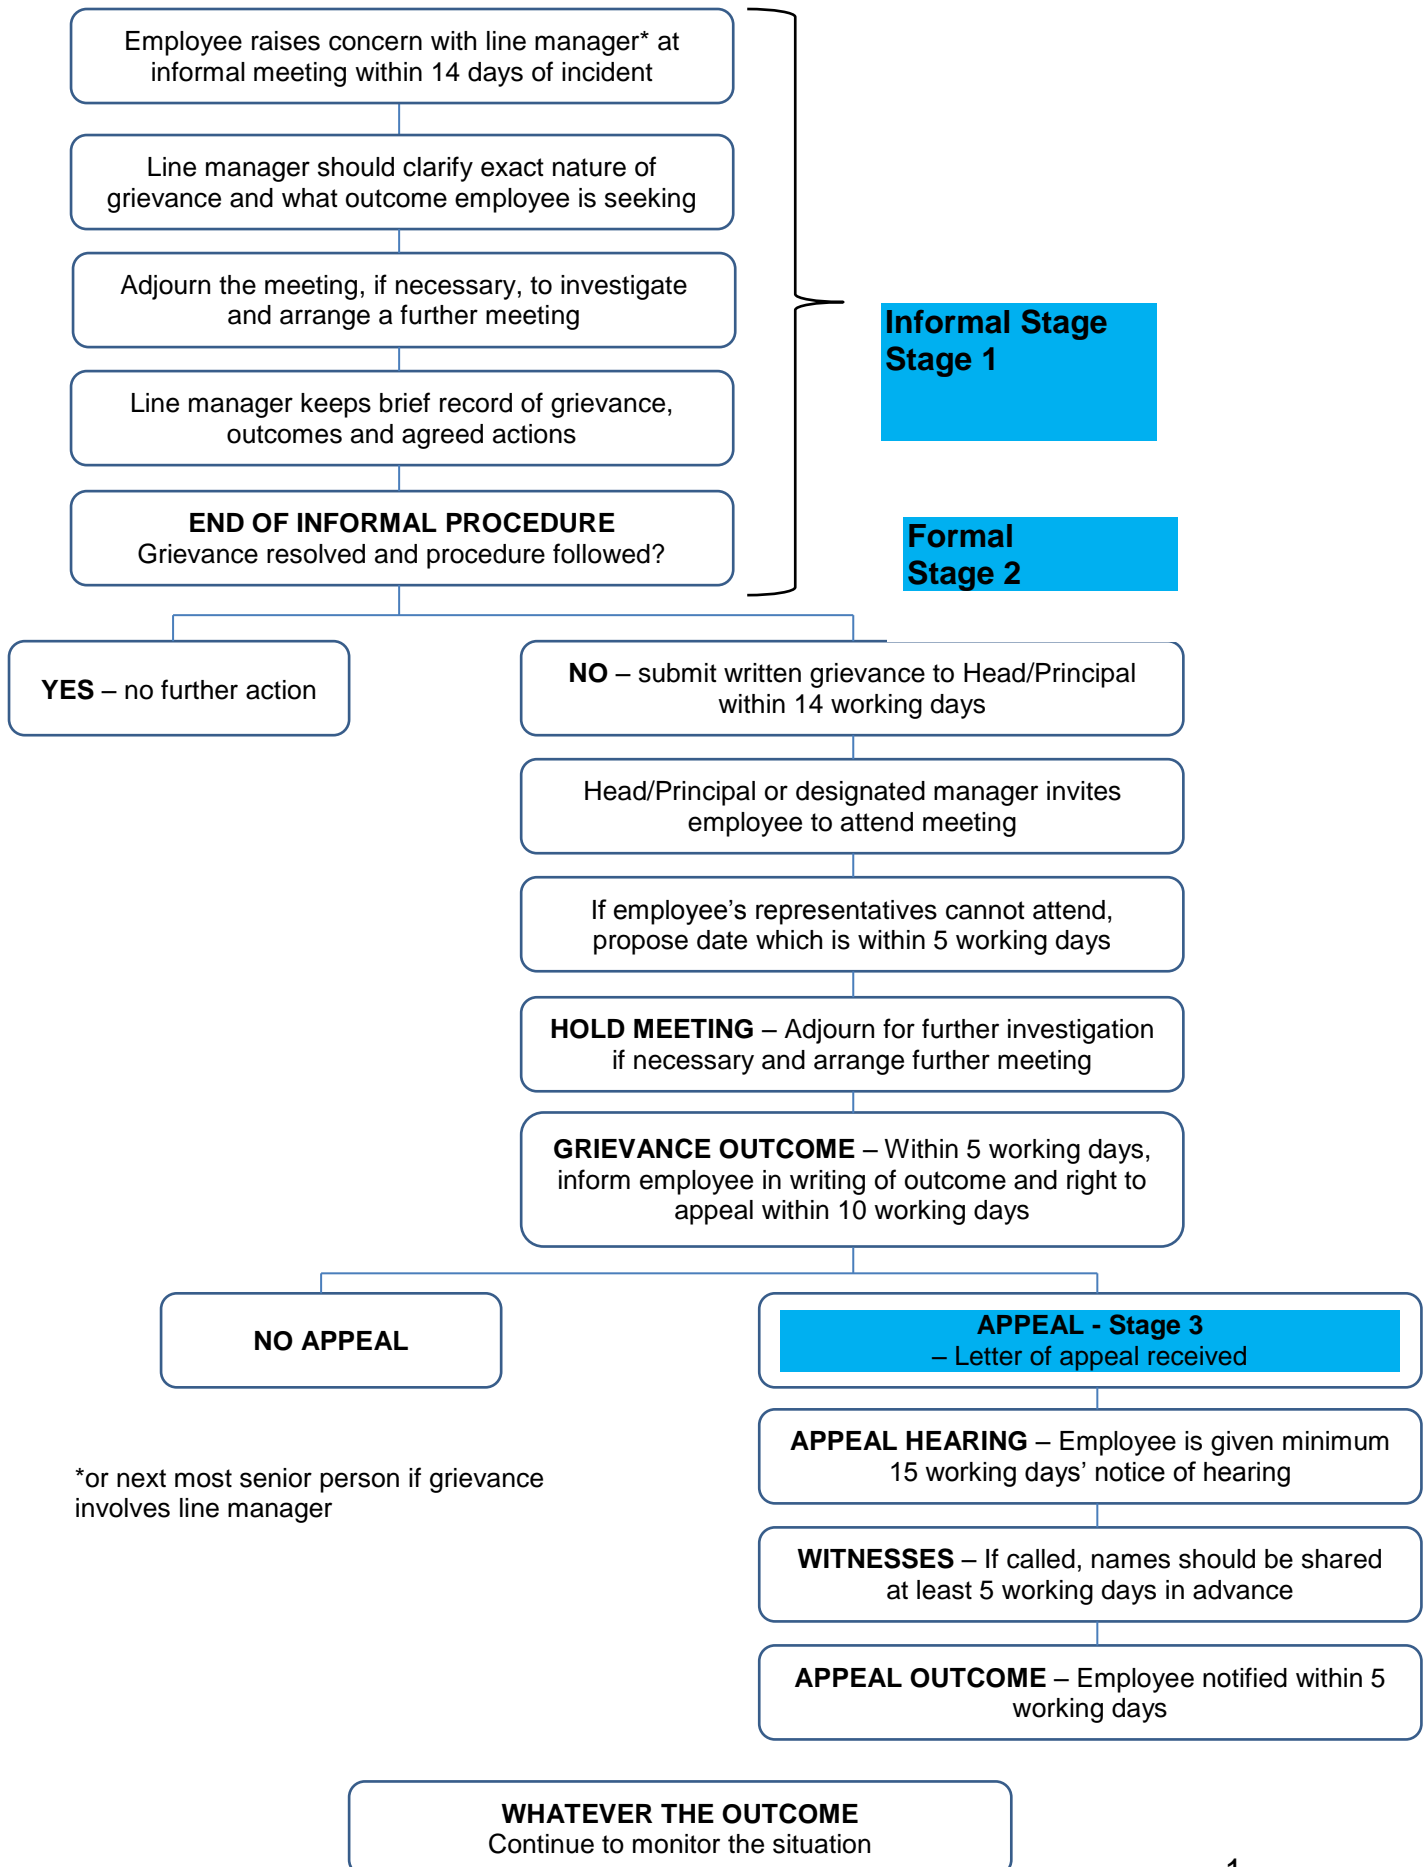 Employee raises concern with line manager* at
informal meeting within 14 days of incident
Line manager should clarify exact nature of
grievance and what outcome employee is seeking
Adjourn the meeting, if necessary, to investigate
and arrange a further meeting
Informal Stage
Stage 1
Line manager keeps brief record of grievance,
outcomes and agreed actions
END OF INFORMAL PROCEDURE
Grievance resolved and procedure followed?
Formal
Stage 2
YES – no further action
NO – submit written grievance to Head/Principal
within 14 working days
Head/Principal or designated manager invites
employee to attend meeting
If employee’s representatives cannot attend,
propose date which is within 5 working days
HOLD MEETING – Adjourn for further investigation
if necessary and arrange further meeting
GRIEVANCE OUTCOME – Within 5 working days,
inform employee in writing of outcome and right to
appeal within 10 working days
NO APPEAL
APPEAL - Stage 3
– Letter of appeal received
APPEAL HEARING – Employee is given minimum
15 working days’ notice of hearing
*or next most senior person if grievance
involves line manager
WITNESSES – If called, names should be shared
at least 5 working days in advance
APPEAL OUTCOME – Employee notified within 5
working days
WHATEVER THE OUTCOME
Continue to monitor the situation
1